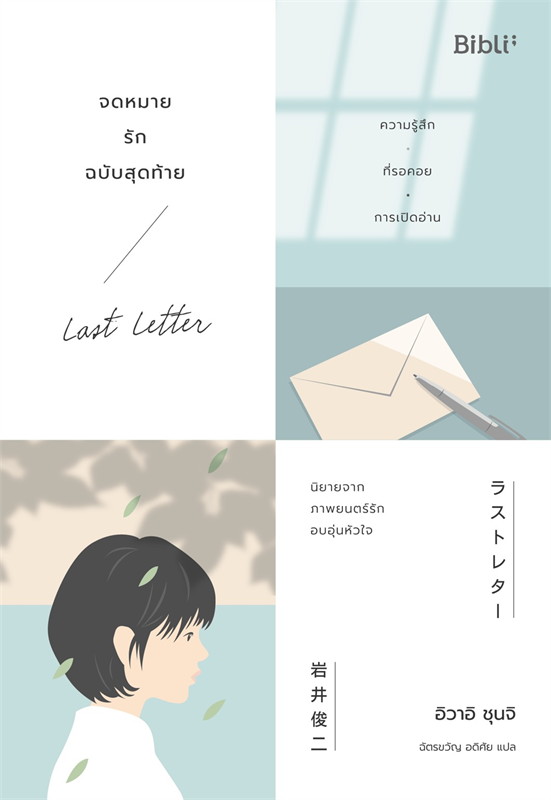 จดหมาย
รัก
ฉบับสุดท้าย
Last Letter
Bibli
ความรู้สึก
ที่รอคอย
การเปิดอ่าน
นิยายจาก
ภาพยนตร์รัก
อบอุ่นหัวใจ
ラストレター
岩井俊二
อิวาอิ ชุนจิ
ฉัตรขวัญ อดิศัย แปล